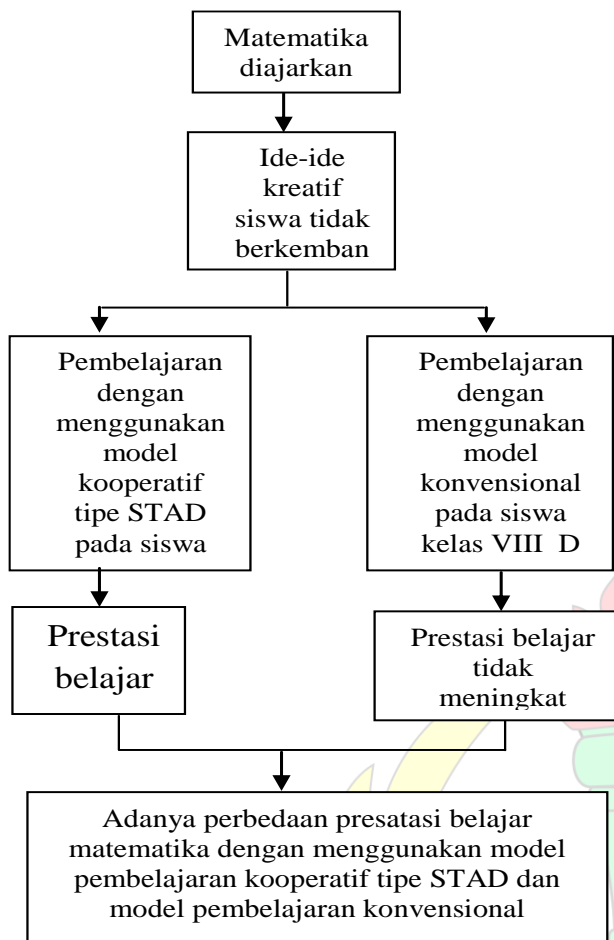 Matematika
diajarkan
Ide-ide
kreatif
siswa tidak
berkemban
Pembelajaran
dengan
menggunakan
model
kooperatif
tipe STAD
pada siswa
Pembelajaran
dengan
menggunakan
model
konvensional
pada siswa
kelas VIII D
Prestasi
belajar
Prestasi belajar
tidak
meningkat
Adanya perbedaan presatasi belajar
matematika dengan menggunakan model
pembelajaran kooperatif tipe STAD dan
model pembelajaran konvensional